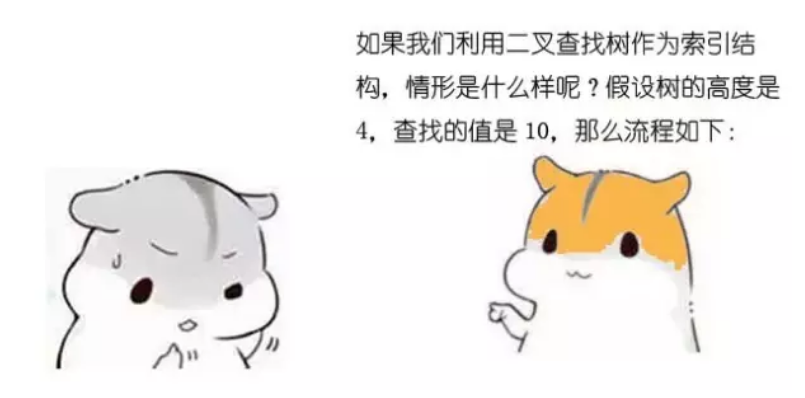 如果我们利用二叉查找树作为索引结
构，情形是什么样呢？假设树的高度是
4，查找的值是 10，那么流程如下：